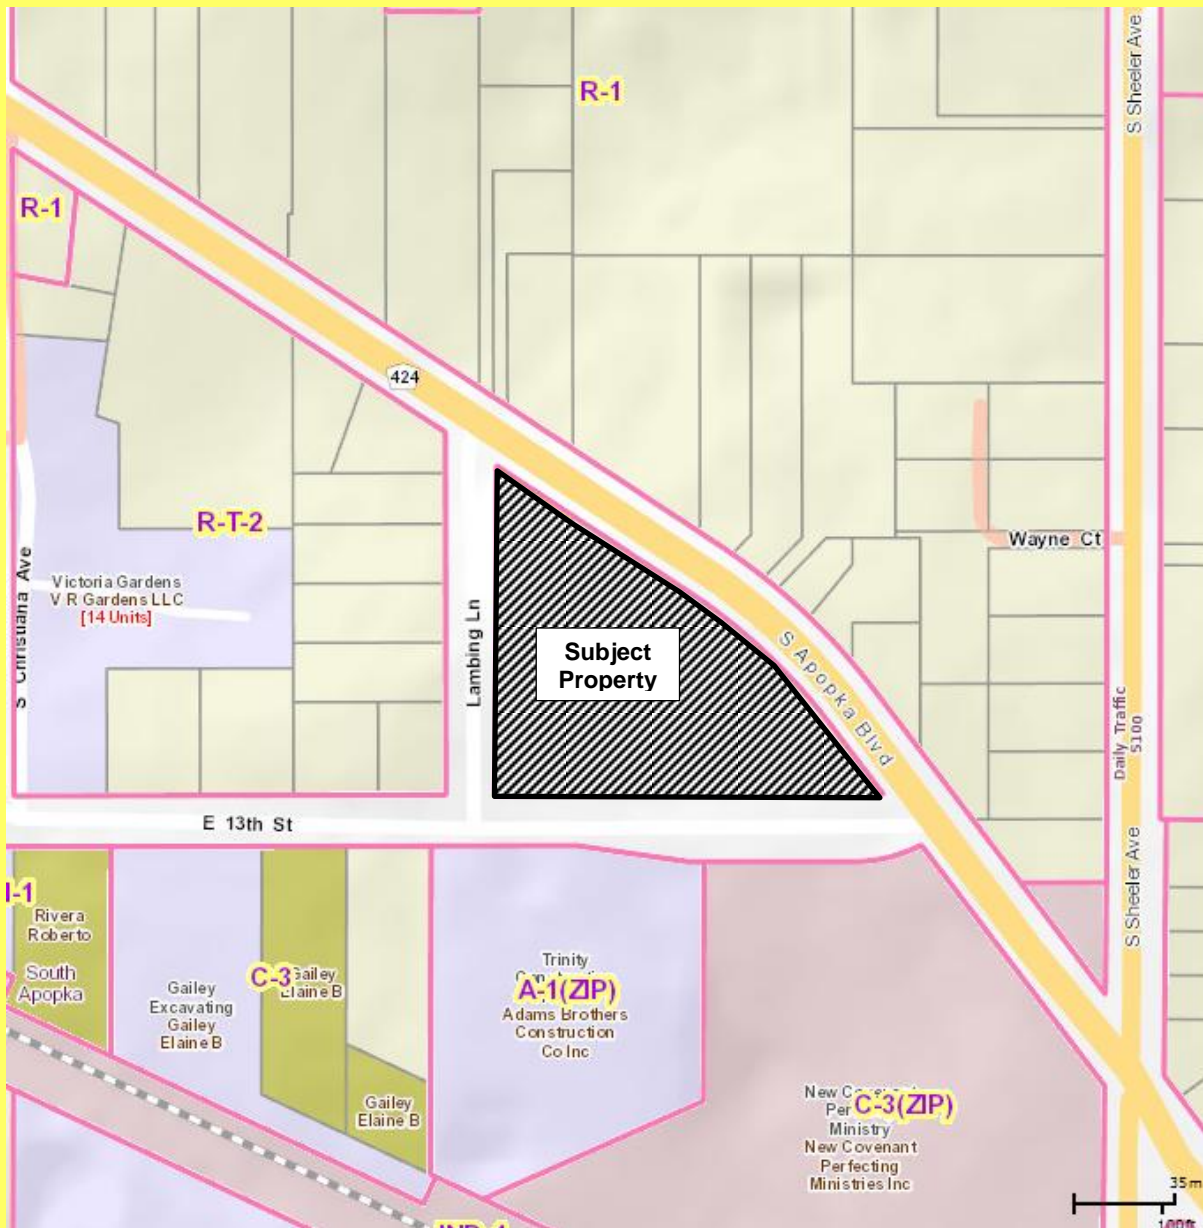 S Sheeler Ave
R-1
R-1
424
R-T-2
Wayne Ct
S Christiana Ave
Victoria Gardens
V R Gardens LLC
[14 Units]
Lambing Ln
Subject
Property
S Apopka Blvd
Daily Traffic
5100
E 13th St
S Sheeler Ave
Rivera
Roberto
South
Apopka
Gailey
Excavating
Gailey
Elaine B
C-3
Gailey
Elaine B
Gailey
Elaine B
Trinity
A-1(ZIP)
Adams Brothers
Construction
Co Inc
New
C-3(ZIP)
Ministry
New Covenant
Perfecting
Ministries Inc
35m